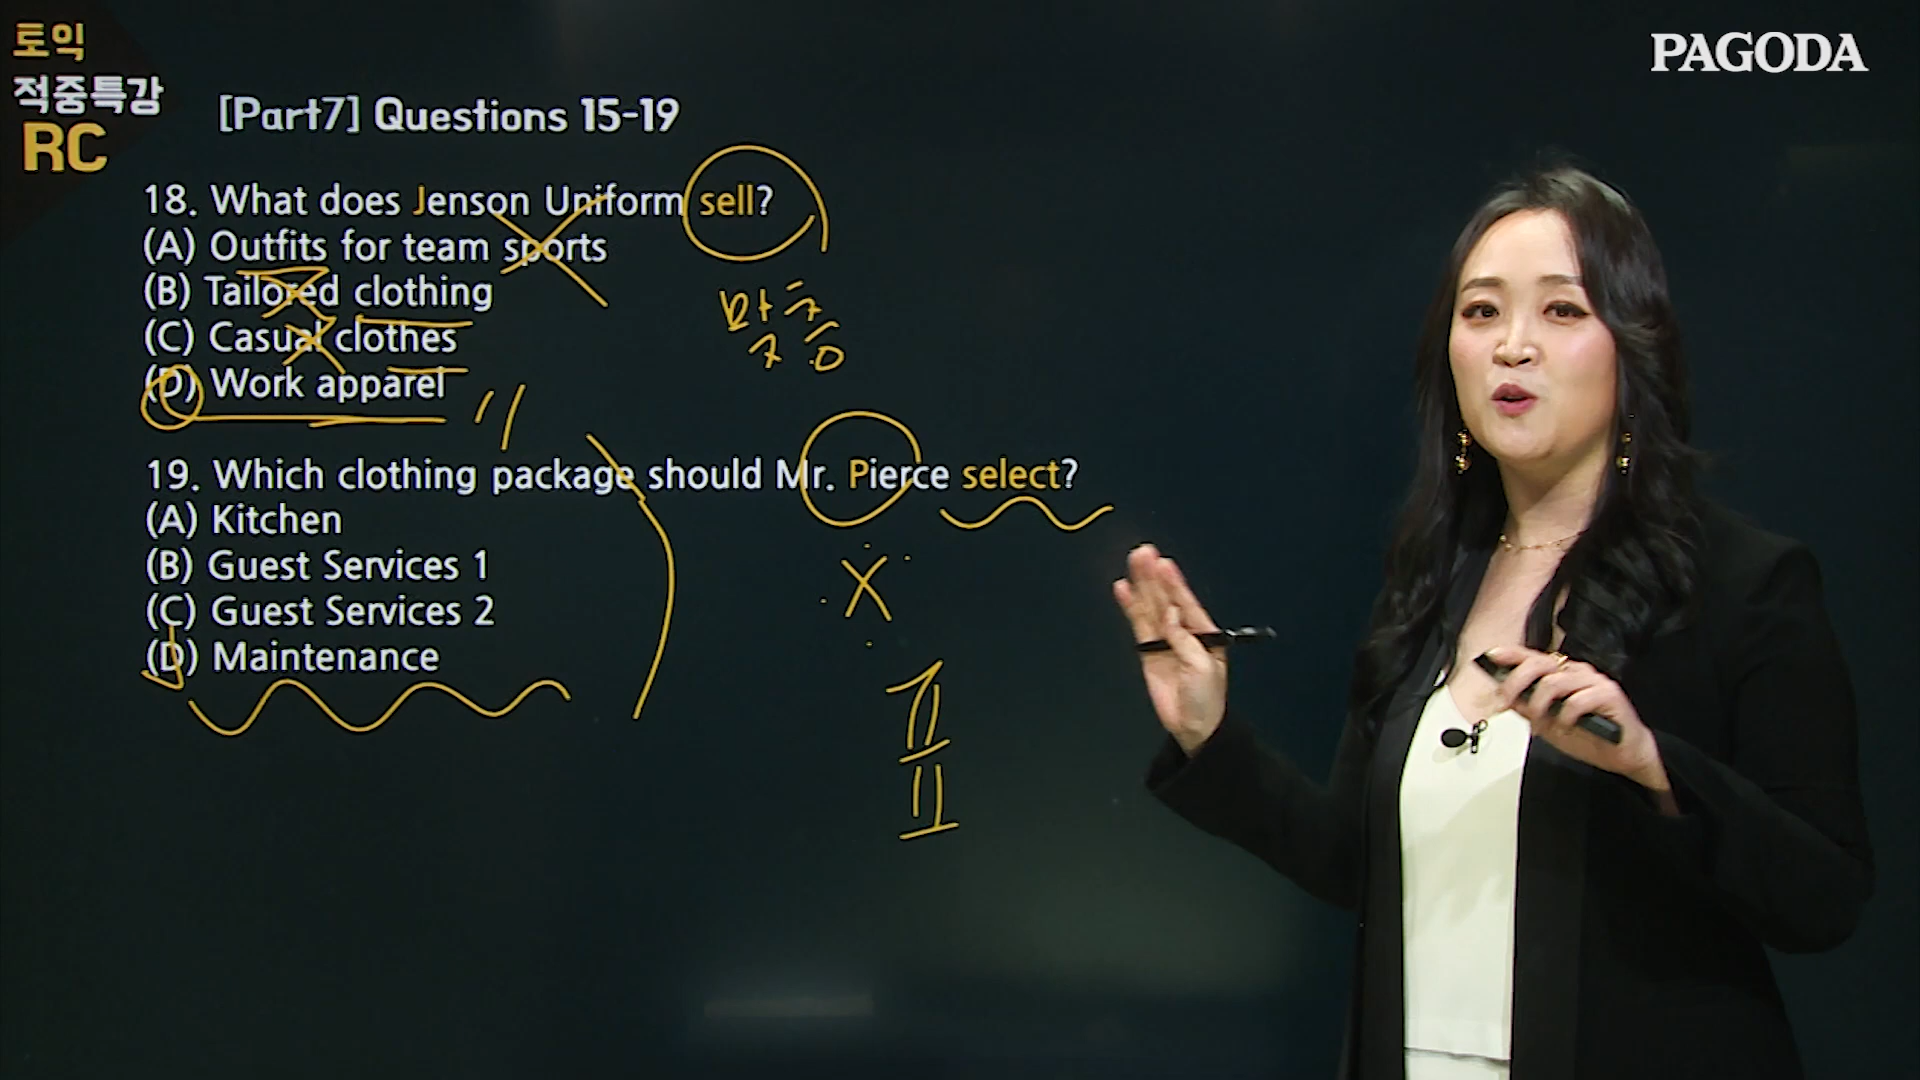 토익
적중특강
RC
PAGODA
[Part7] Questions 15-19
18. What does Jenson Uniform sell?
(A) Outfits for team sports
(B) Tailored clothing
(C) Casual clothes
(D) Work apparel
19. Which clothing package should Mr. Pierce select?
(A) Kitchen
(B) Guest Services 1
(C) Guest Services 2
(D) Maintenance